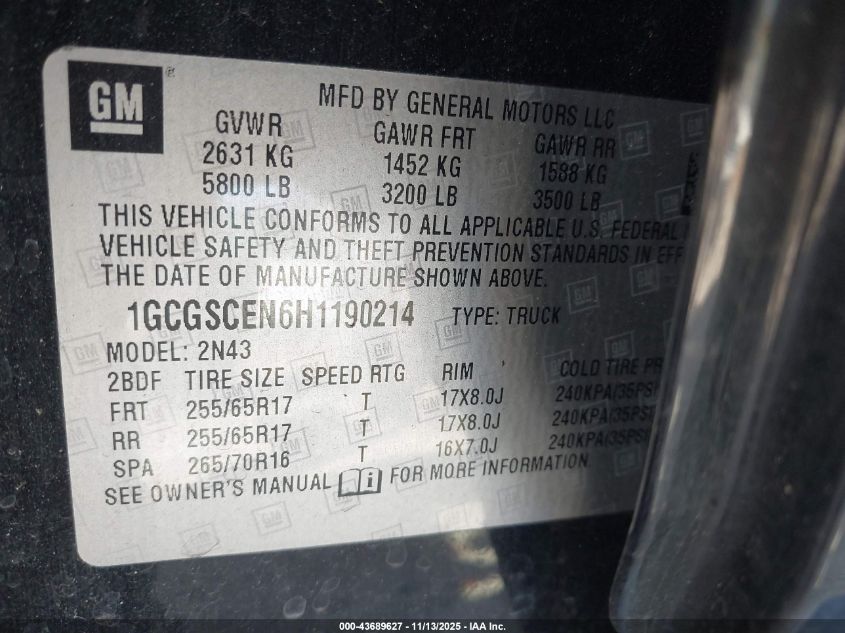 GM ®
MFD BY GENERAL MOTORS LLC
GVWR GAWR FRT GAWR RR
2631 KG 1452 KG 1588 KG
5800 LB 3200 LB 3500 LB
THIS VEHICLE CONFORMS TO ALL APPLICABLE U.S. FEDERAL
VEHICLE SAFETY AND THEFT PREVENTION STANDARDS IN EFF
THE DATE OF MANUFACTURE SHOWN ABOVE.
1GCGSCEN6H1190214 TYPE: TRUCK
MODEL: 2N43
2BDF TIRE SIZE SPEED RTG RIM COLD TIRE PR
FRT 255/65R17 T 17X8.0J 240KPA/35PSI
RR 255/65R17 T 17X8.0J 240KPA/35PSI
SPA 265/70R16 T 16X7.0J 240KPA/35PSI
SEE OWNER'S MANUAL i FOR MORE INFORMATION
000-43689627 - 11/13/2025 - IAA Inc.